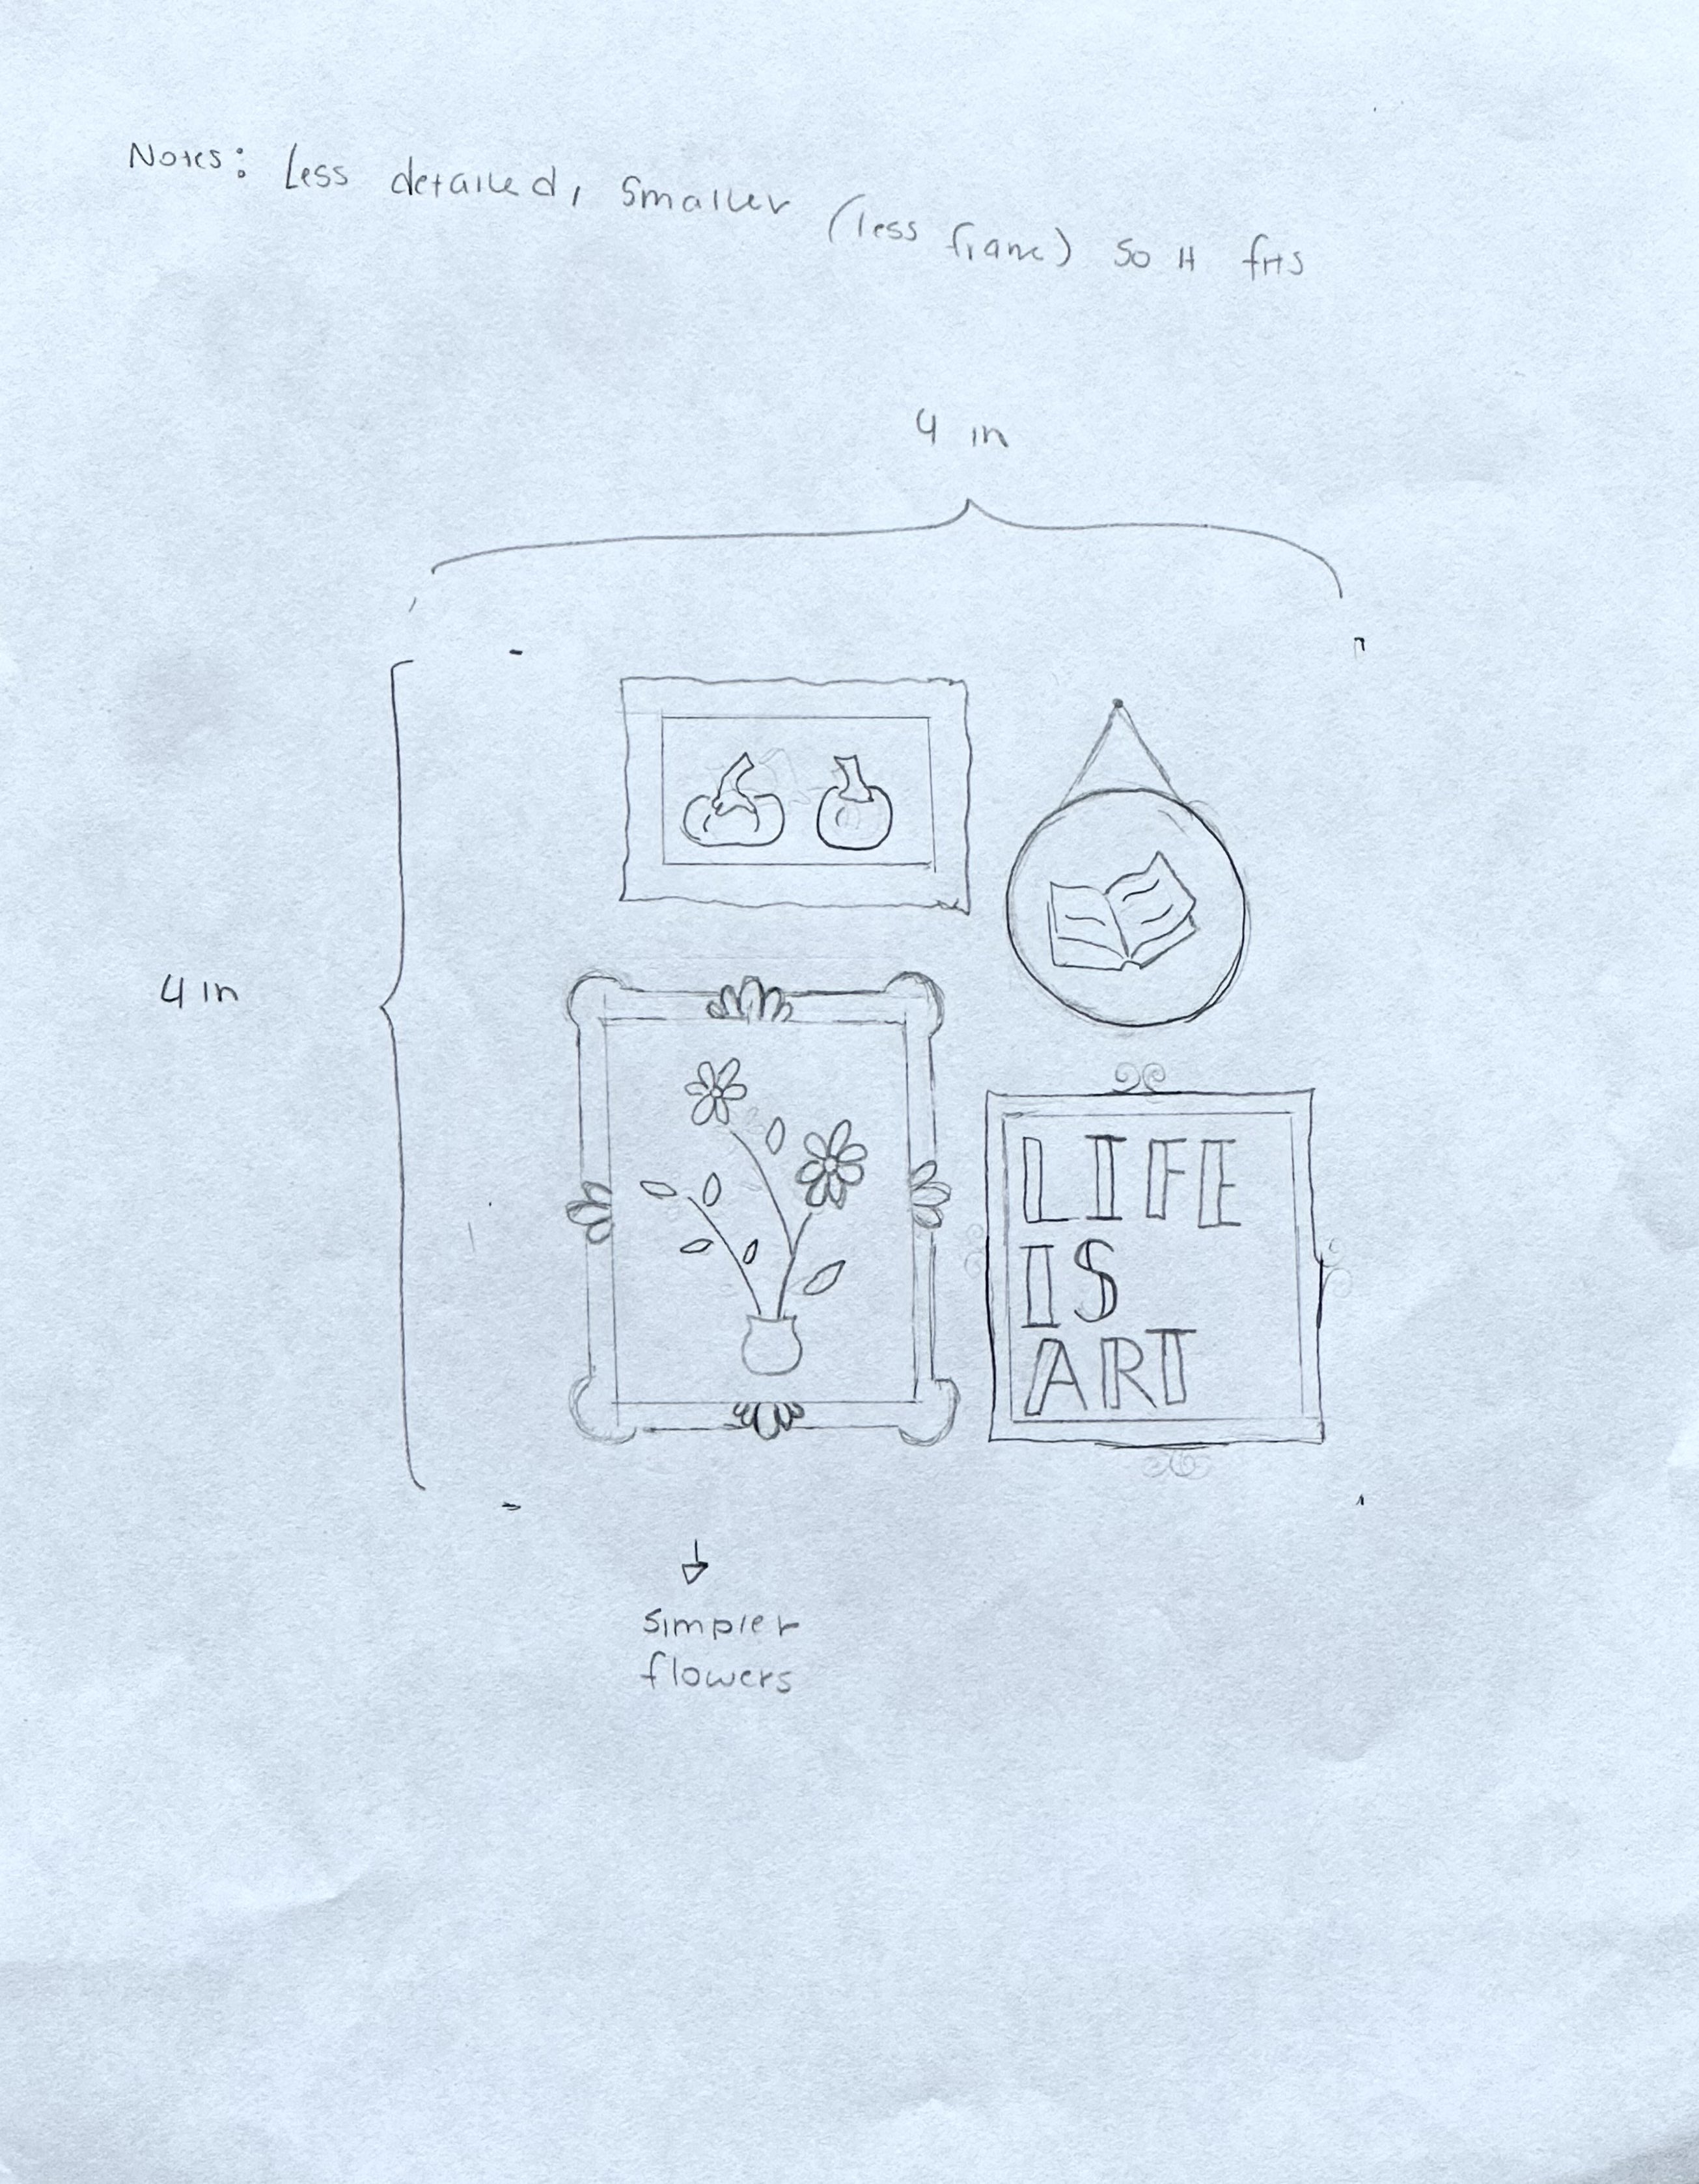 Notes: Less detailed, smaller (less frame) so it fits
4 in
4 in
LIFE
IS
ART
simpler
flowers